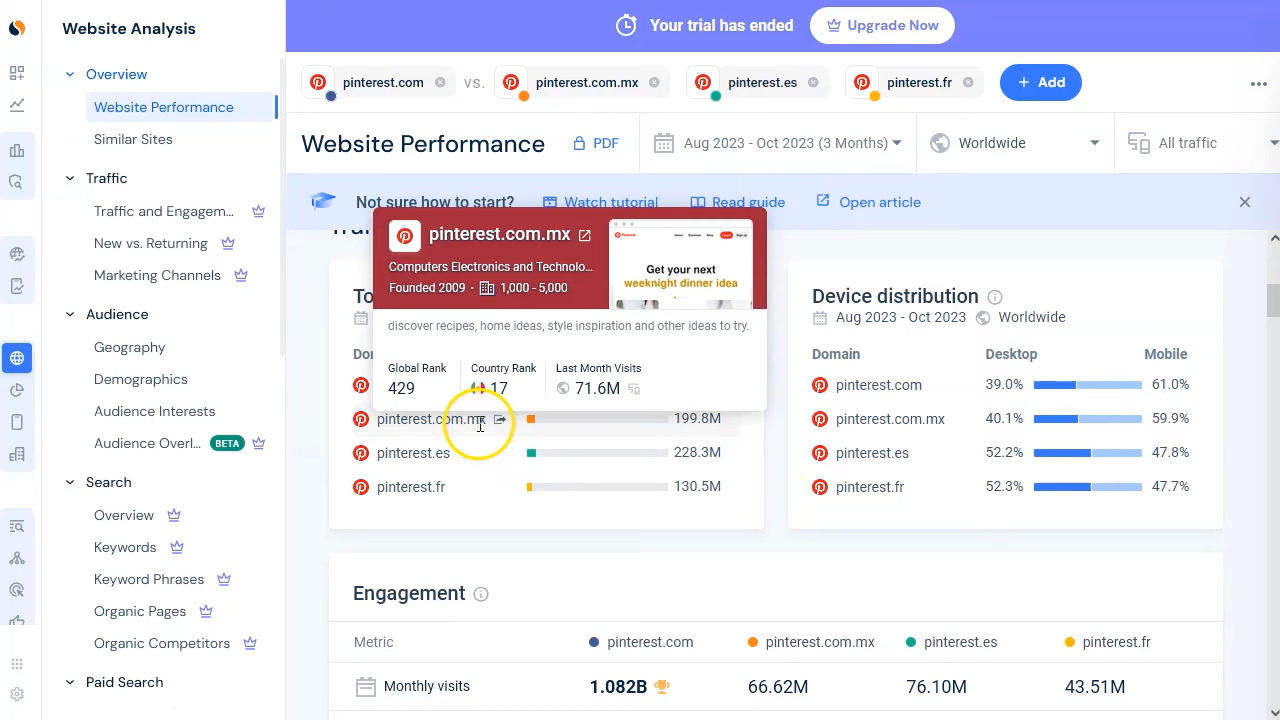 Website Analysis
Overview
Website Performance
Similar Sites
Traffic
Traffic and Engagem...
New vs. Returning
Marketing Channels
Audience
Geography
Demographics
Audience Interests
Audience Overl... BETA
Search
Overview
Keywords
Keyword Phrases
Organic Pages
Organic Competitors
Paid Search
Your trial has ended Upgrade Now
pinterest.com vs. pinterest.com.mx pinterest.es pinterest.fr + Add
Website Performance PDF Aug 2023 - Oct 2023 (3 Months) Worldwide All traffic
Not sure how to start? Watch tutorial Read guide Open article
pinterest.com.mx
Computers Electronics and Technolo...
Founded 2009 · 1,000 - 5,000
Get your next
weeknight dinner idea
discover recipes, home ideas, style inspiration and other ideas to try.
Global Rank Country Rank Last Month Visits
429 17 71.6M
pinterest.com.mx 199.8M
pinterest.es 228.3M
pinterest.fr 130.5M
Device distribution
Aug 2023 - Oct 2023 Worldwide
Domain Desktop Mobile
pinterest.com 39.0% 61.0%
pinterest.com.mx 40.1% 59.9%
pinterest.es 52.2% 47.8%
pinterest.fr 52.3% 47.7%
Engagement
Metric pinterest.com pinterest.com.mx pinterest.es pinterest.fr
Monthly visits 1.082B 66.62M 76.10M 43.51M